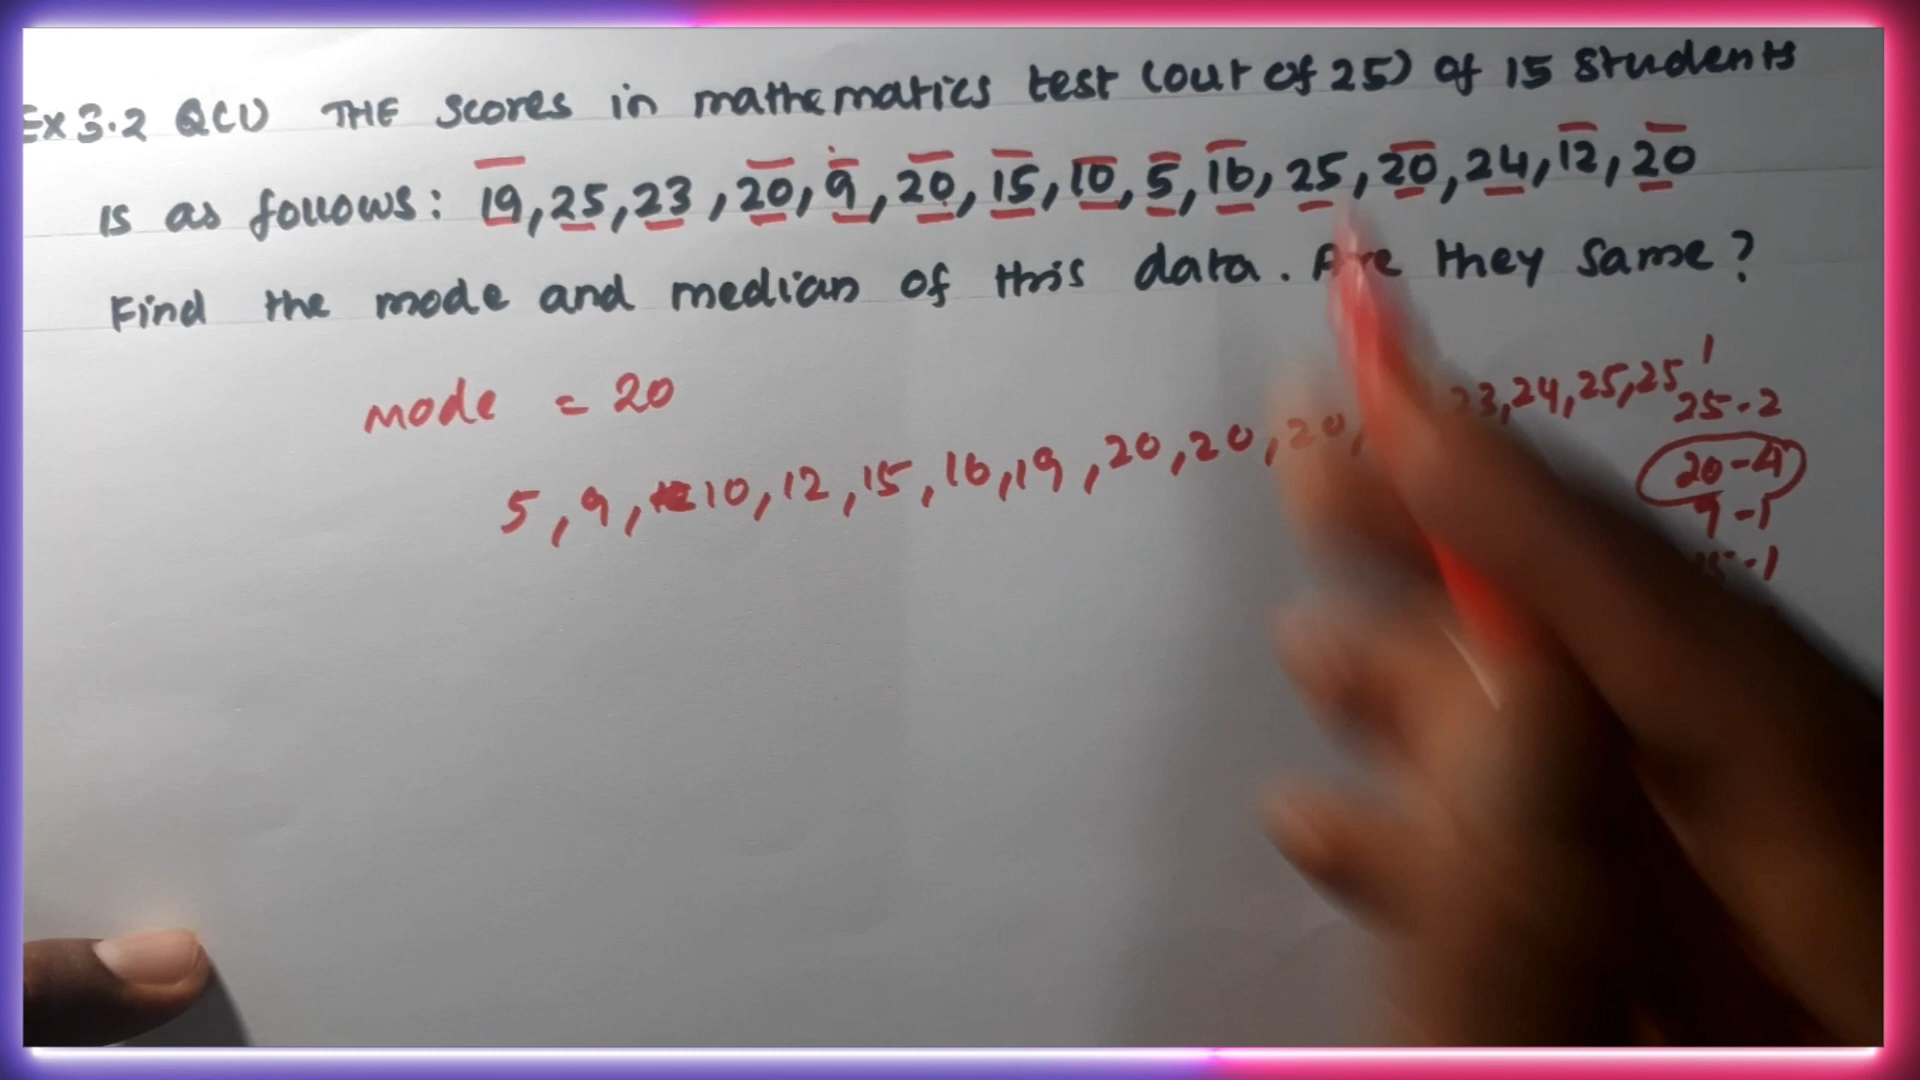 Ex 3.2 Q(1) THE scores in mathematics test (out of 25) of 15 students
is as follows: 19,25,23,20,9,20,15,10,5,16,25,20,24,12,20
Find the mode and median of this data. Are they same?
mode = 20
5,9,10,12,15,16,19,20,20,20, 23,24,25,25
1
25-2
20-4
9-1